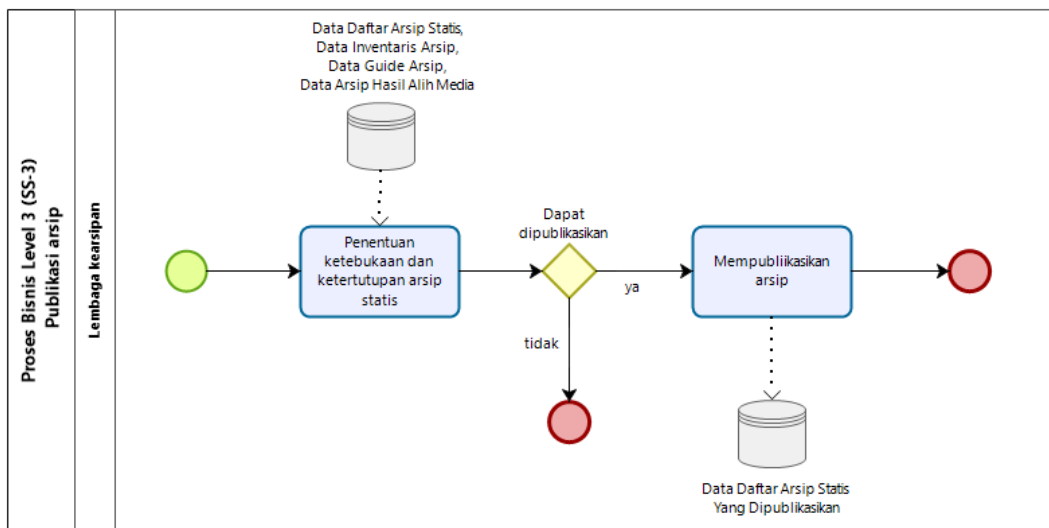 Proses Bisnis Level 3 (SS-3)
Publikasi arsip
Lembaga kearsipan
Data Daftar Arsip Statis,
Data Inventaris Arsip,
Data Guide Arsip,
Data Arsip Hasil Alih Media
Penentuan
ketebukaan dan
ketertutupan arsip
statis
Dapat
dipublikasikan
ya
tidak
Mempubliikasikan
arsip
Data Daftar Arsip Statis
Yang Dipublikasikan